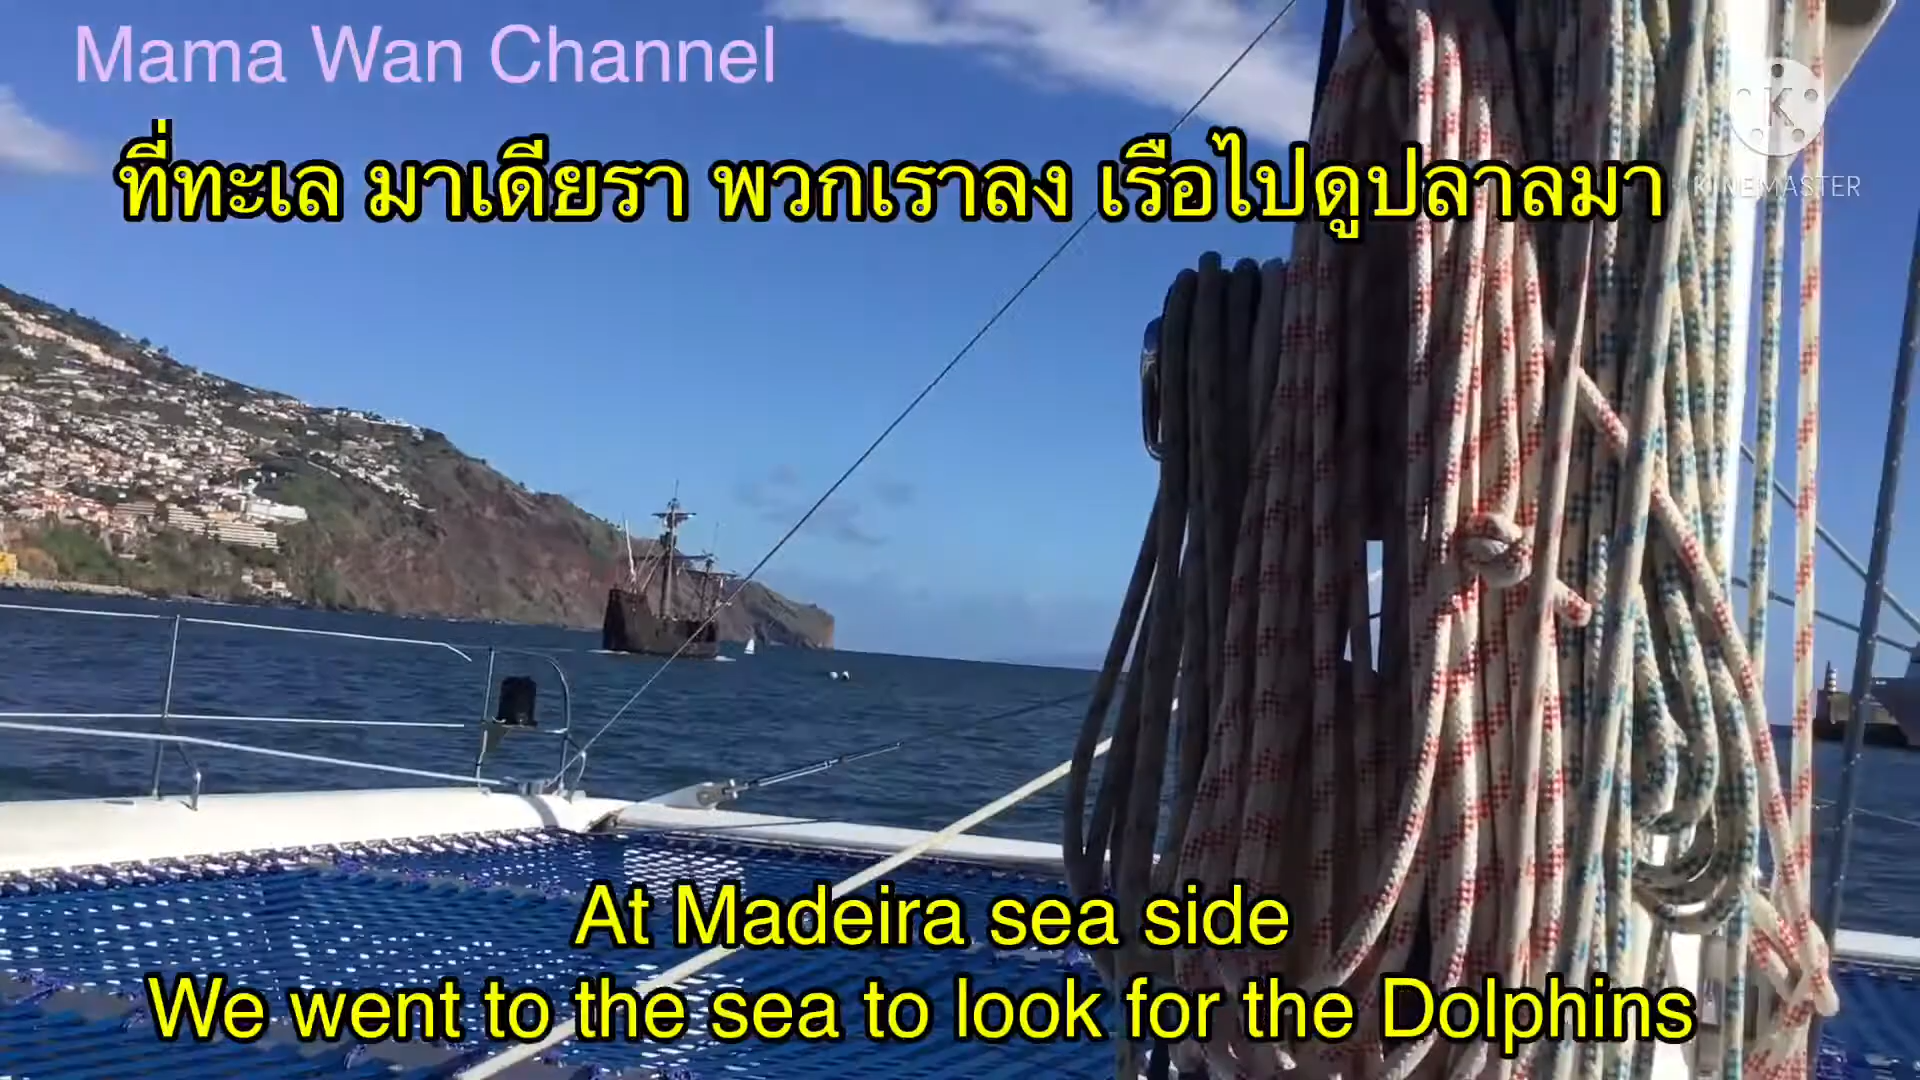 Mama Wan Channel
ที่ทะเล มาเดียรา พวกเราลง เรือไปดูปลาลมา
K
KINEMASTER
At Madeira sea side
We went to the sea to look for the Dolphins